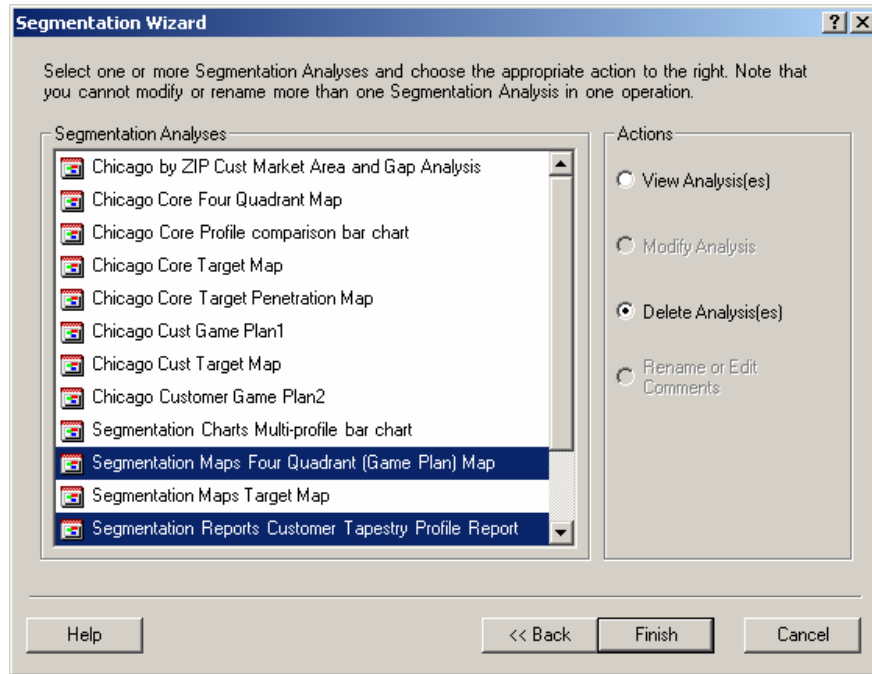 Segmentation Wizard
Select one or more Segmentation Analyses and choose the appropriate action to the right. Note that
you cannot modify or rename more than one Segmentation Analysis in one operation.
Segmentation Analyses
Chicago by ZIP Cust Market Area and Gap Analysis
Chicago Core Four Quadrant Map
Chicago Core Profile comparison bar chart
Chicago Core Target Map
Chicago Core Target Penetration Map
Chicago Cust Game Plan1
Chicago Cust Target Map
Chicago Customer Game Plan2
Segmentation Charts Multi-profile bar chart
Segmentation Maps Four Quadrant (Game Plan) Map
Segmentation Maps Target Map
Segmentation Reports Customer Tapestry Profile Report
Actions
View Analysis(es)
Modify Analysis
Delete Analysis(es)
Rename or Edit
Comments
Help
<< Back
Finish
Cancel